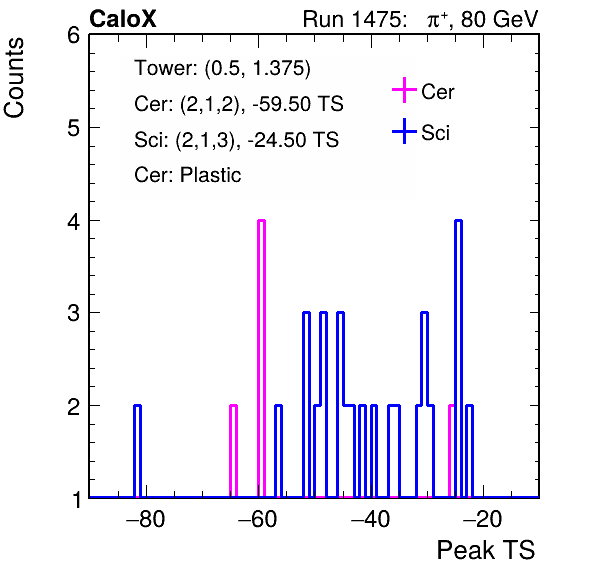 CaloX Run 1475: π⁺, 80 GeV
Counts
Tower: (0.5, 1.375)
Cer: (2,1,2), -59.50 TS
Sci: (2,1,3), -24.50 TS
Cer: Plastic
Cer
Sci
6
5
4
3
2
1
−80 −60 −40 −20
Peak TS